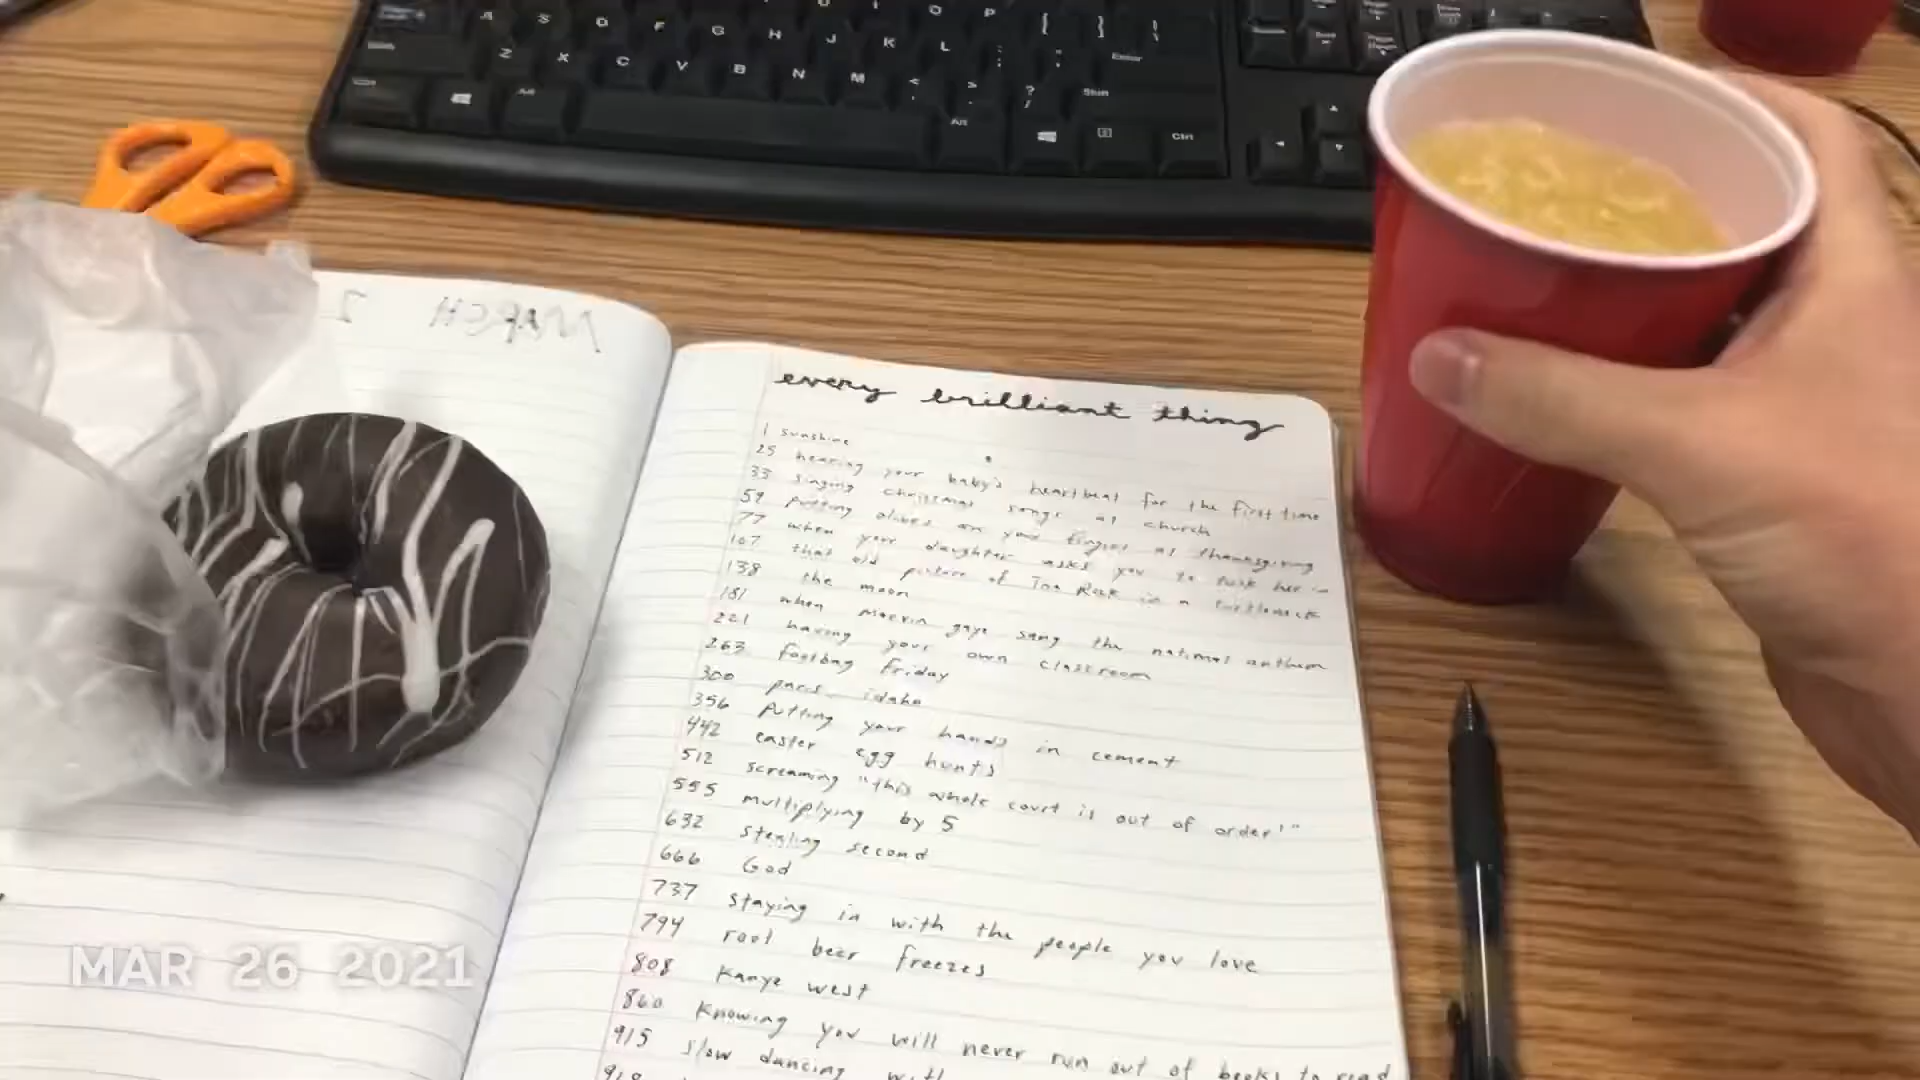 every brilliant thing
1 sunshine
25 hearing your baby's heartbeat for the first time
33 singing christmas songs at church
59 putting olives on your fingers at thanksgiving
77 when your daughter asks you to tuck her in
107 that old picture of The Rock in a turtleneck
138 the moon
181 when marvin gaye sang the national anthem
221 having your own classroom
263 footbag friday
300 paris idaho
356 putting your hands in cement
442 easter egg hunts
512 screaming "this whole court is out of order!"
555 multiplying by 5
632 stealing second
666 God
737 staying in with the people you love
794 root beer freezes
808 kanye west
860 knowing you will never run out of books to read
915 slow dancing with
918
MAR 26 2021